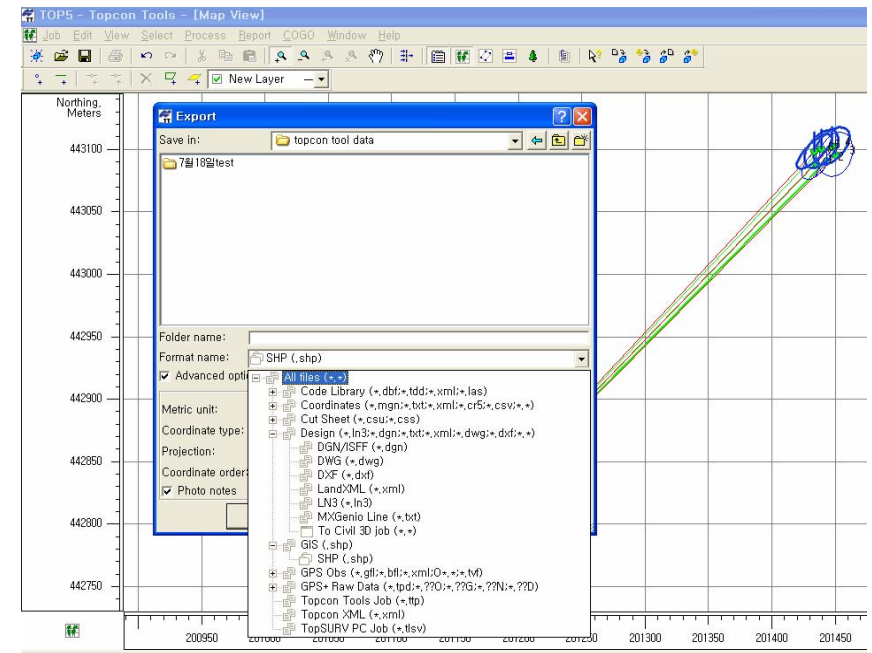 TOP5 - Topcon Tools - [Map View]
Job Edit View Select Process Report COGO Window Help
New Layer
Northing, Meters
443100
443050
443000
442950
442900
442850
442800
442750
Export
Save in: topcon tool data
7월18일test
Folder name:
Format name: SHP (.shp)
Advanced opti
Metric unit:
Coordinate type:
Projection:
Coordinate order:
Photo notes
All files (*.*)
Code Library (*.dbf;*.tdd;*.xml;*.las)
Coordinates (*.mgn;*.txt;*.xml;*.cr5;*.csv;*.*)
Cut Sheet (*.csu;*.css)
Design (*.ln3;*.dgn;*.txt;*.xml;*.dwg;*.dxf;*.*)
DGN/ISFF (*.dgn)
DWG (*.dwg)
DXF (*.dxf)
LandXML (*.xml)
LN3 (*.ln3)
MXGenio Line (*.txt)
To Civil 3D job (*.*)
GIS (.shp)
SHP (.shp)
GPS Obs (*.gfl;*.bfl;*.xml;O*.*;*.tvf)
GPS+ Raw Data (*.tpd;*.??O;*.??G;*.??N;*.??D)
Topcon Tools Job (*.ttp)
Topcon XML (*.xml)
TopSURV PC Job (*.tlsv)
200950 201300 201350 201400 201450